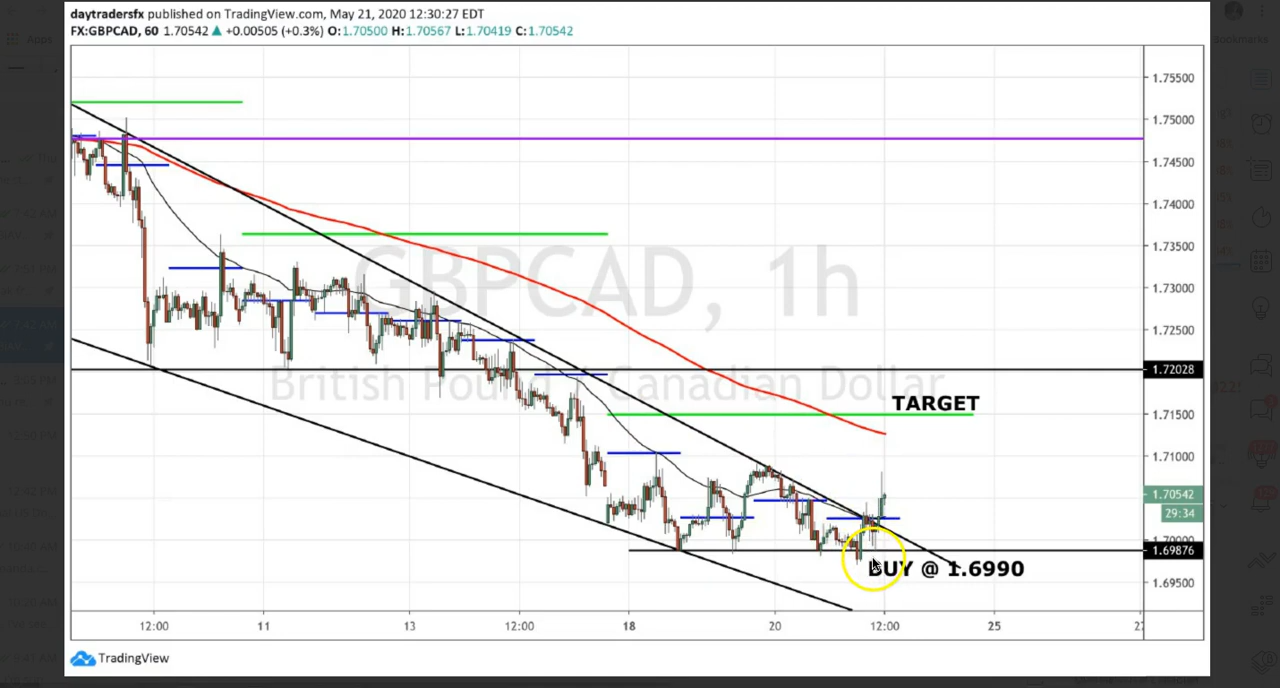 daytradersfx published on TradingView.com, May 21, 2020 12:30:27 EDT
FX:GBPCAD, 60 1.70542 ▲ +0.00505 (+0.3%) O:1.70500 H:1.70567 L:1.70419 C:1.70542
1.75500
1.75000
1.74500
1.74000
1.73500
GBPCAD, 1h
1.73000
1.72500
1.72028
British Pound / Canadian Dollar
TARGET
1.71500
1.71000
1.70542
29:34
1.70000
1.69876
BUY @ 1.6990
1.69500
12:00 11 13 12:00 18 20 12:00 25
TradingView